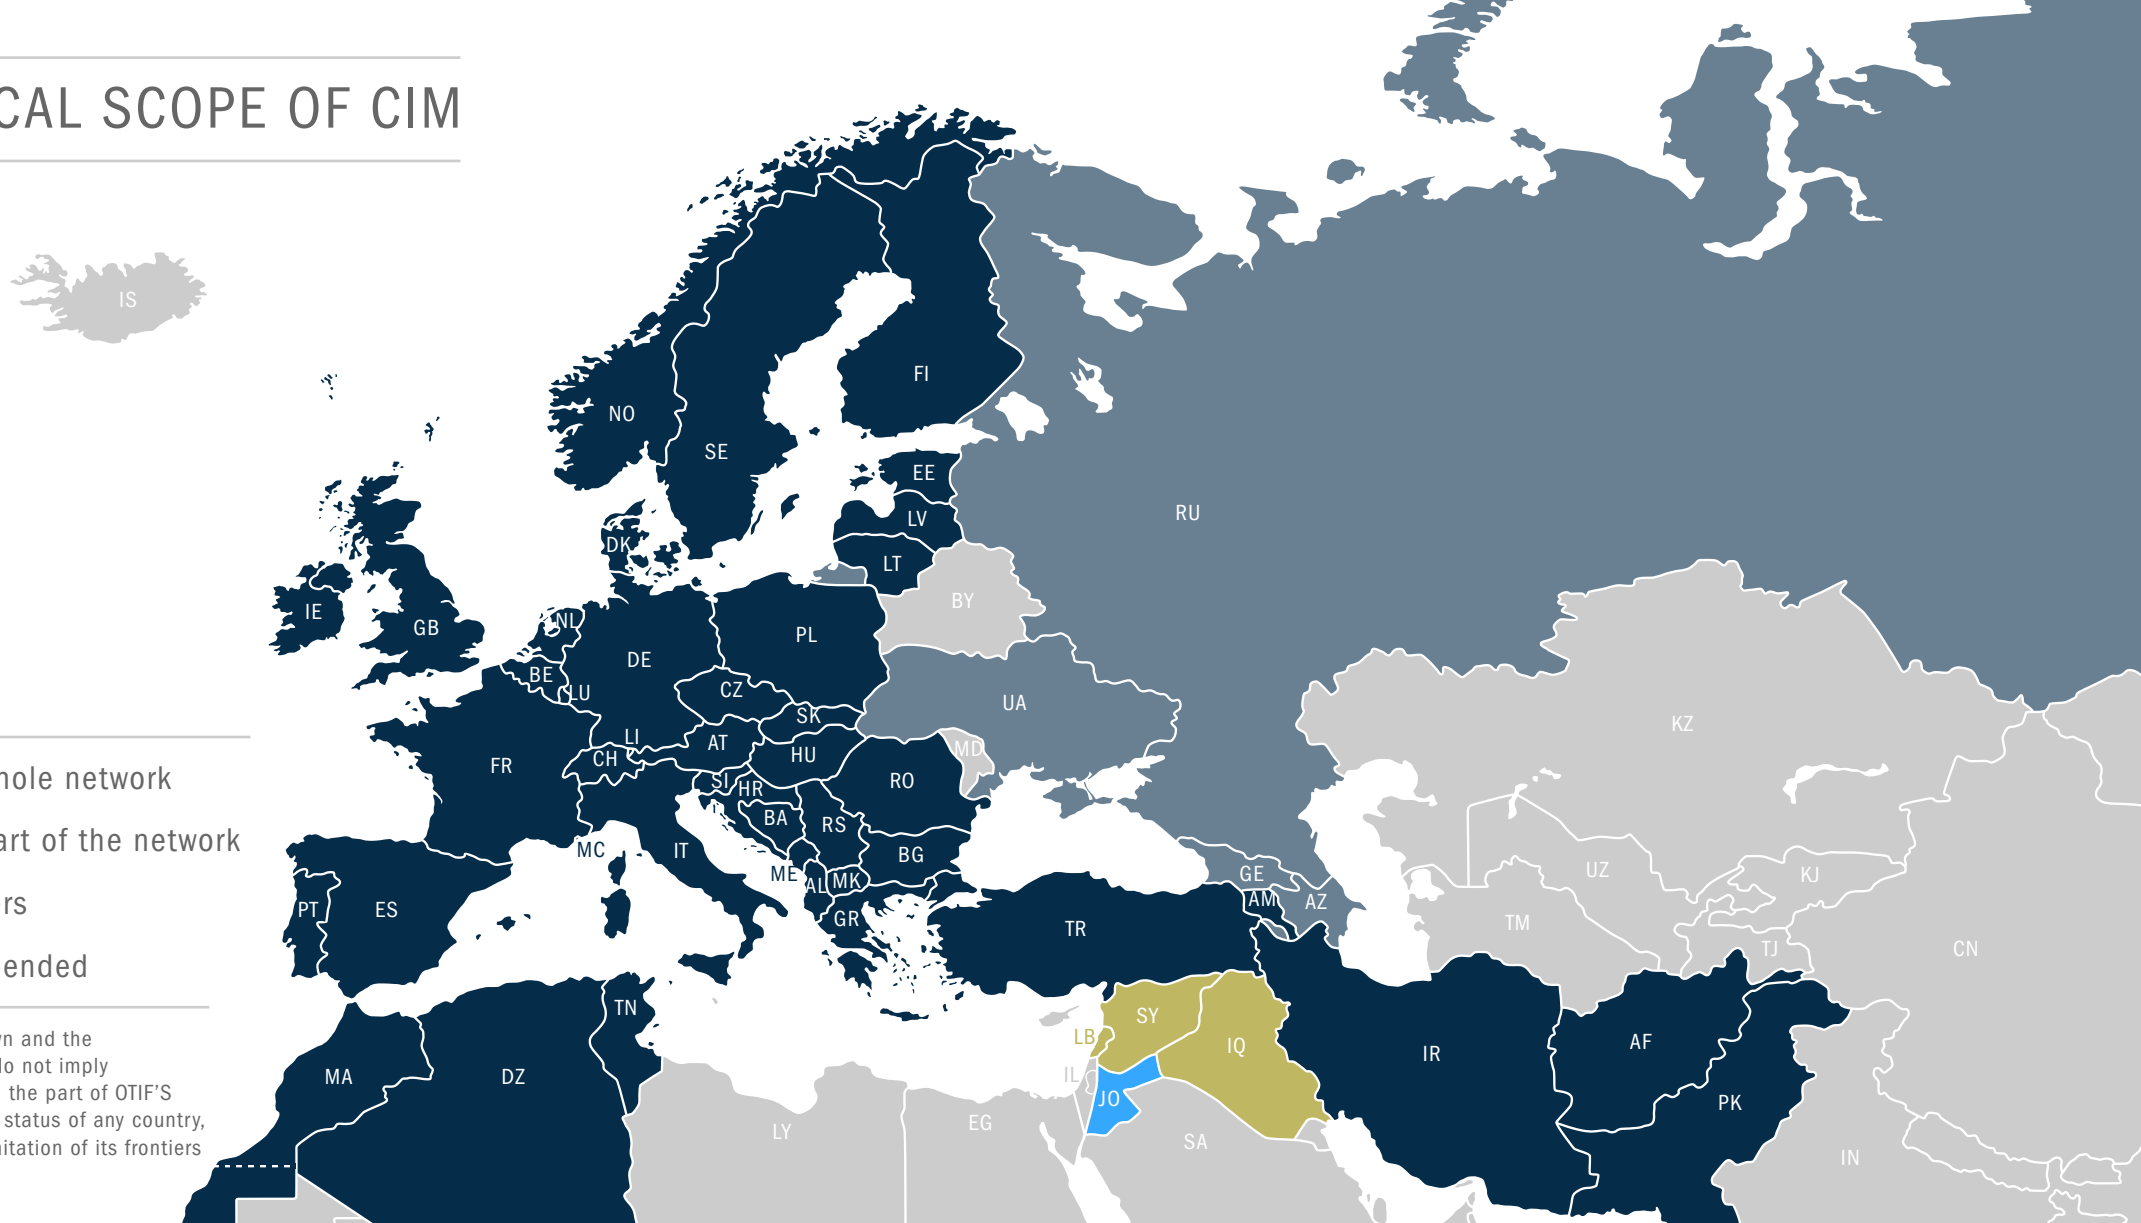 CAL SCOPE OF CIM
IS
NO
FI
SE
EE
LV
RU
DK
LT
BY
IE
NL
GB
PL
DE
BE
LU
CZ
UA
SK
KZ
LI
AT
MD
HU
CH
FR
RO
SI
HR
BA
RS
MC
IT
BG
UZ
ME
AL
MK
GE
KJ
AM
AZ
PT
ES
GR
TR
TM
TJ
CN
TN
SY
LB
IQ
AF
IR
MA
DZ
IL
JO
PK
LY
EG
SA
IN
hole network
art of the network
rs
ended
wn and the
do not imply
the part of OTIF'S
status of any country,
mitation of its frontiers